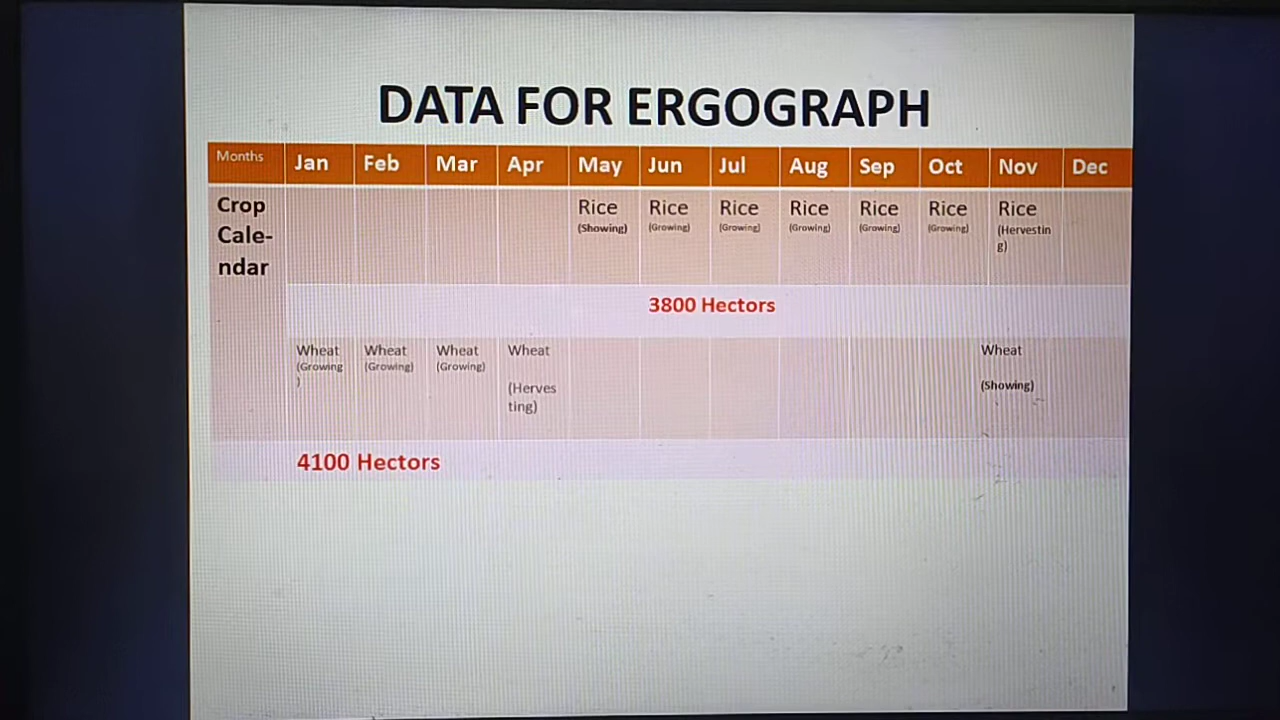 DATA FOR ERGOGRAPH
Months Jan Feb Mar Apr May Jun Jul Aug Sep Oct Nov Dec
Crop
Cale-
ndar
Rice Rice Rice Rice Rice Rice Rice
(Showing) (Growing) (Growing) (Growing) (Growing) (Growing) (Hervestin
g)
3800 Hectors
Wheat Wheat Wheat Wheat Wheat
(Growing (Growing) (Growing)
)
(Herves
ting)
(Showing)
4100 Hectors